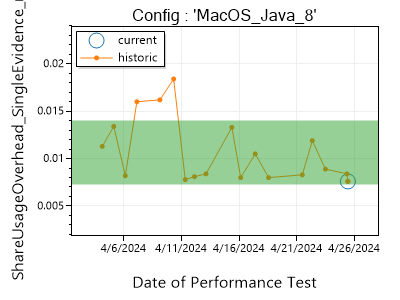 Config : 'MacOS_Java_8'
current
historic
0.02
0.015
0.01
0.005
ShareUsageOverhead_SingleEvidence_
4/6/2024
4/11/2024
4/16/2024
4/21/2024
4/26/2024
Date of Performance Test